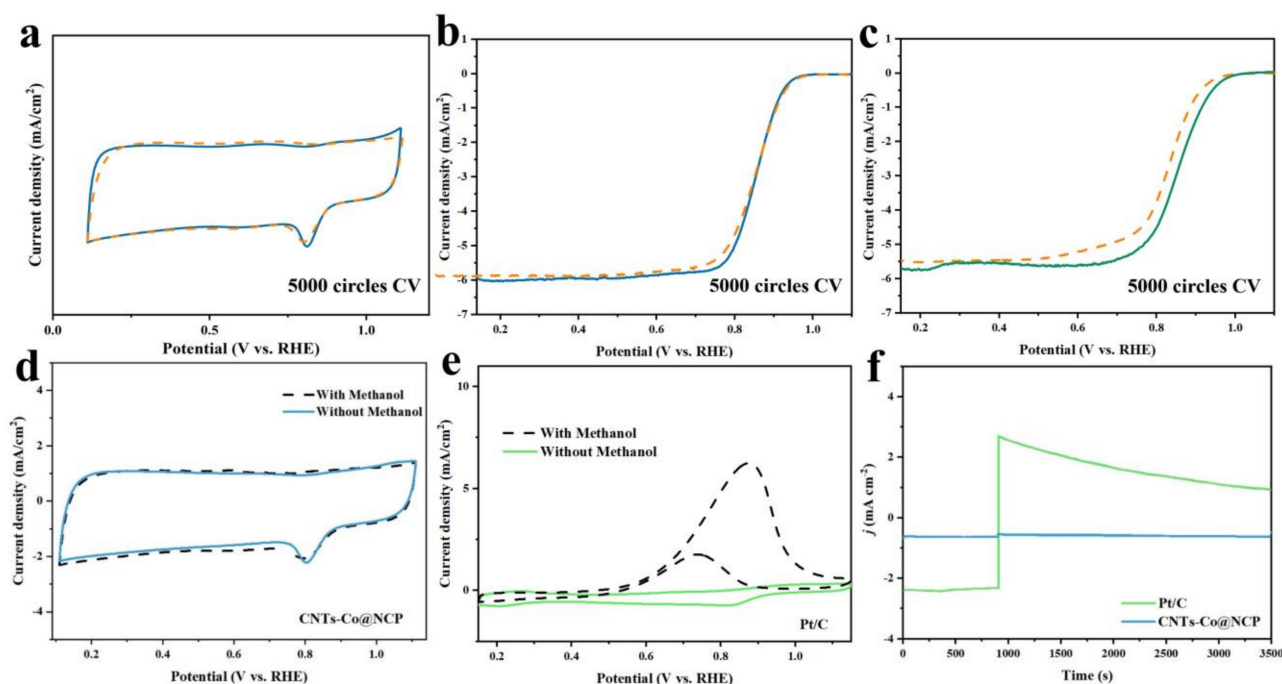 a
Current demsity (mA/cm²)
5000 circles CV
0.0 0.5 1.0
Potential (V vs. RHE)
b
Current demsity (mA/cm²)
1
0
-1
-2
-3
-4
-5
-6
-7
5000 circles CV
0.2 0.4 0.6 0.8 1.0
Potential (V vs. RHE)
c
Current demsity (mA/cm²)
1
0
-1
-2
-3
-4
-5
-6
-7
5000 circles CV
0.2 0.4 0.6 0.8 1.0
Potential (V vs. RHE)
d
Current density (mA/cm²)
4
2
0
-2
-4
With Methanol
Without Methanol
CNTs-Co@NCP
0.2 0.4 0.6 0.8 1.0
Potential (V vs. RHE)
e
Current density (mA/cm²)
10
5
0
With Methanol
Without Methanol
Pt/C
0.2 0.4 0.6 0.8 1.0
Potential (V vs. RHE)
f
j (mA cm⁻²)
4
2
0
-2
-4
Pt/C
CNTs-Co@NCP
0 500 1000 1500 2000 2500 3000 3500
Time (s)